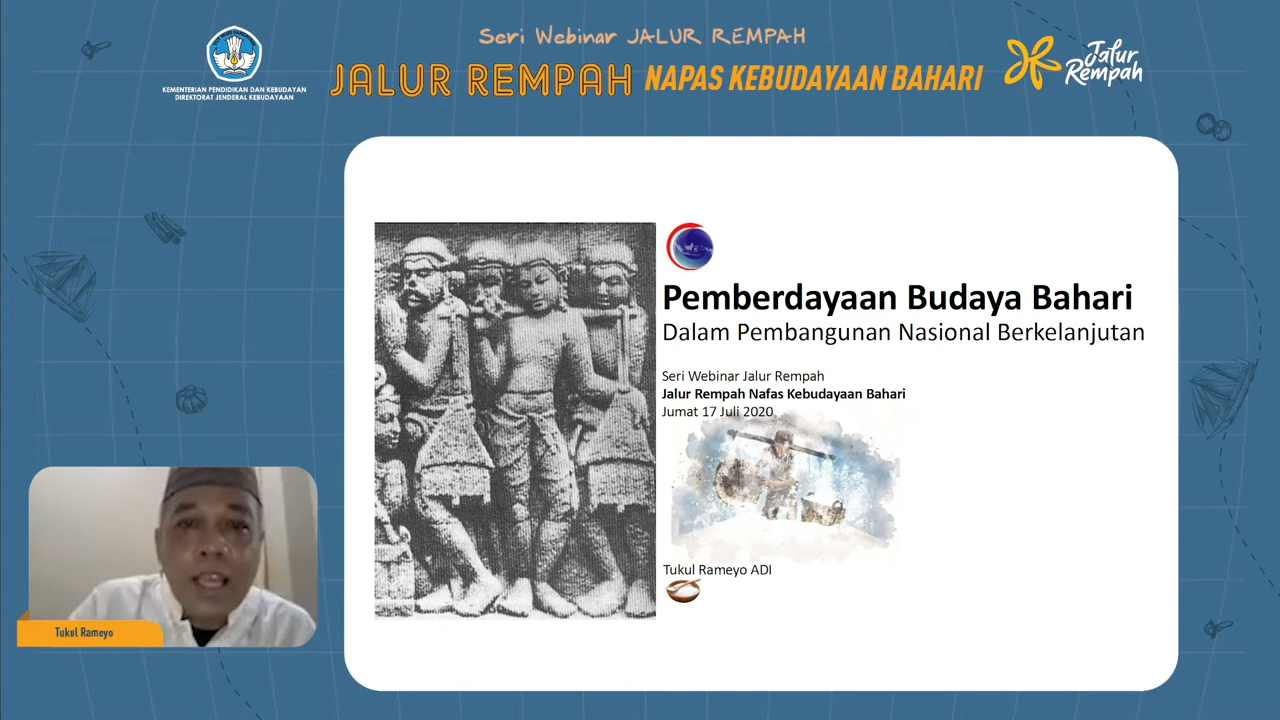 Seri Webinar JALUR REMPAH
JALUR REMPAH NAPAS KEBUDAYAAN BAHARI
KEMENTERIAN PENDIDIKAN DAN KEBUDAYAAN
DIREKTORAT JENDERAL KEBUDAYAAN
Jalur
Rempah
Pemberdayaan Budaya Bahari
Dalam Pembangunan Nasional Berkelanjutan
Seri Webinar Jalur Rempah
Jalur Rempah Nafas Kebudayaan Bahari
Jumat 17 Juli 2020
Tukul Rameyo ADI
Tukul Rameyo